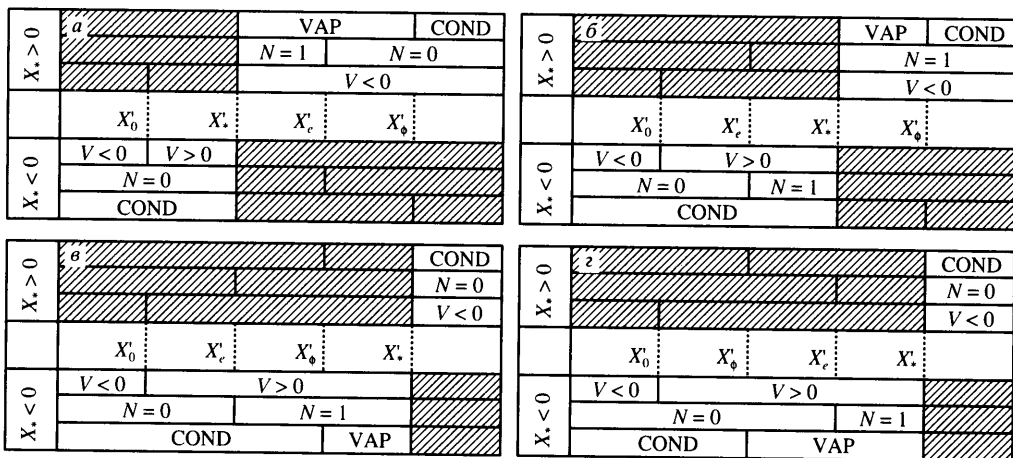 X* > 0
а
VAP
COND
N = 1
N = 0
V < 0
X'0
X'*
X'e
X'ф
X* < 0
V < 0
V > 0
N = 0
COND
X* > 0
б
VAP
COND
N = 1
V < 0
X'0
X'e
X'*
X'ф
X* < 0
V < 0
V > 0
N = 0
N = 1
COND
X* > 0
в
COND
N = 0
V < 0
X'0
X'e
X'ф
X'*
X* < 0
V < 0
V > 0
N = 0
N = 1
COND
VAP
X* > 0
г
COND
N = 0
V < 0
X'0
X'ф
X'e
X'*
X* < 0
V < 0
V > 0
N = 0
N = 1
COND
VAP